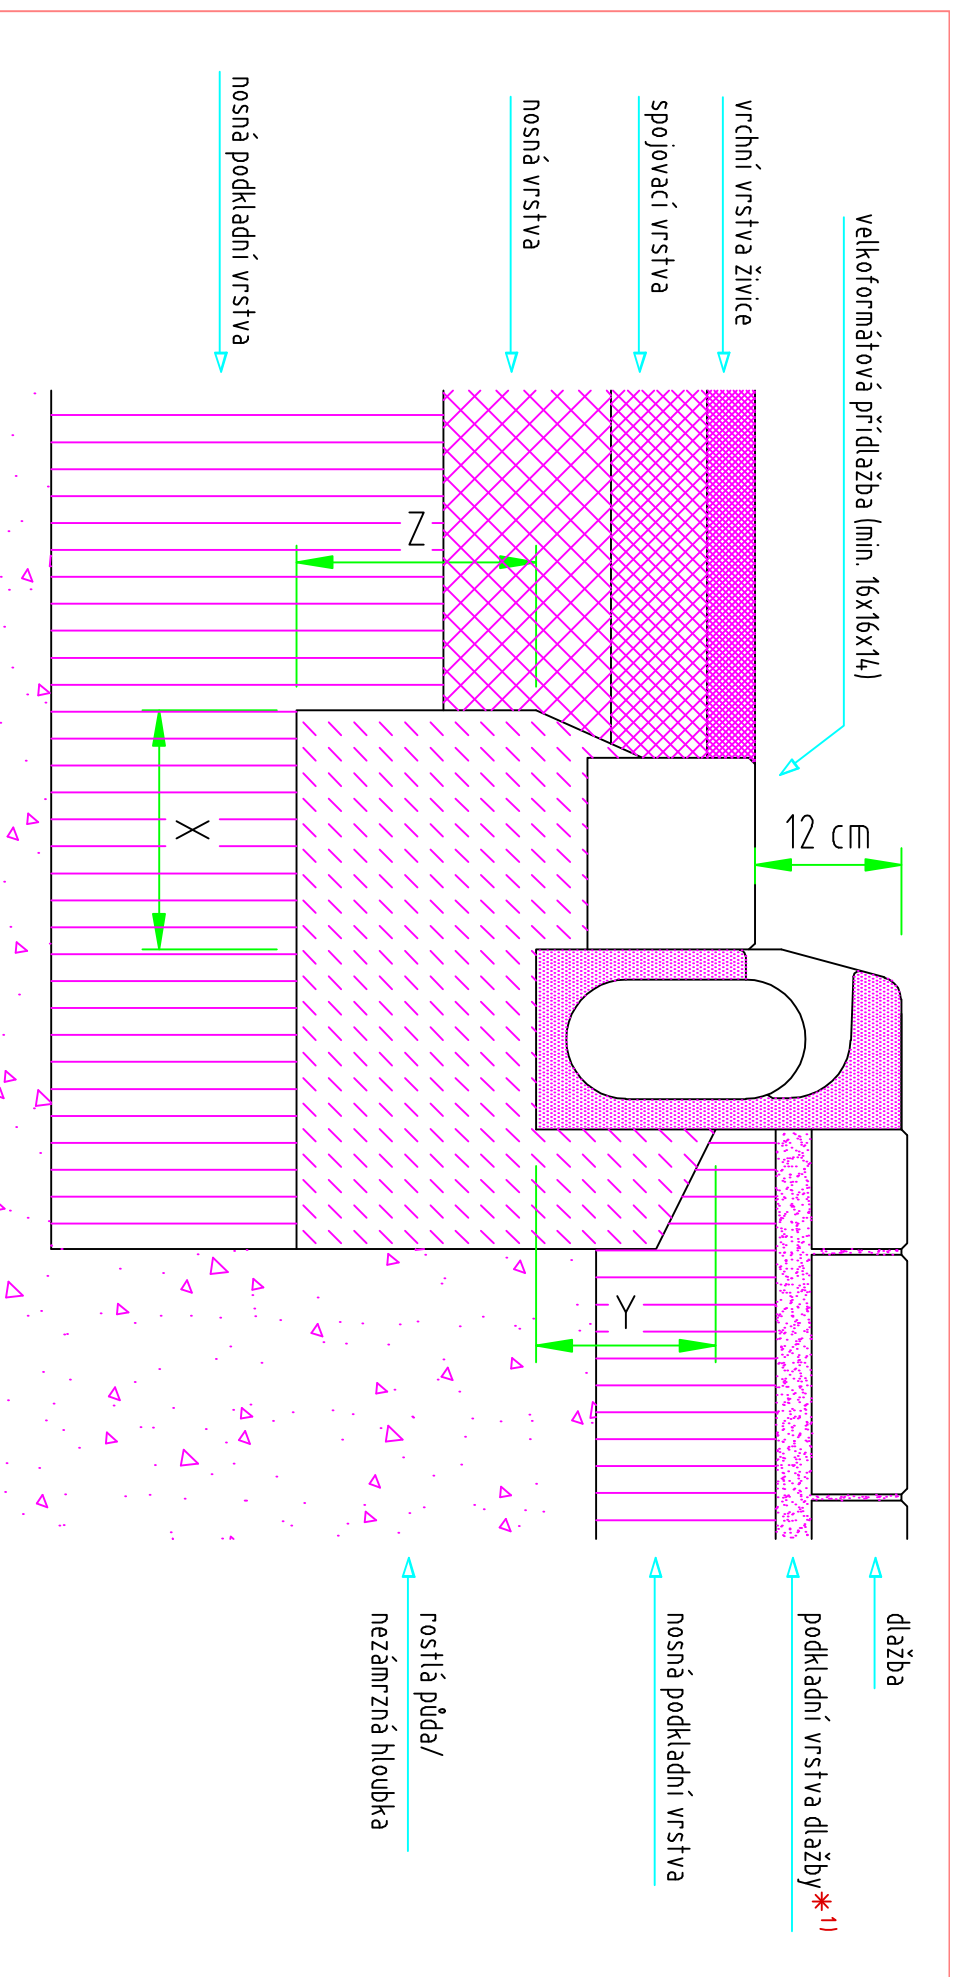 velkoformátová přídlažba (min. 16x16x14)
vrchní vrstva živice
spojovací vrstva
nosná vrstva
nosná podkladní vrstva
12 cm
Z
X
Y
dlažba
podkladní vrstva dlažby*1)
nosná podkladní vrstva
rostlá půda/
nezámrzná hloubka